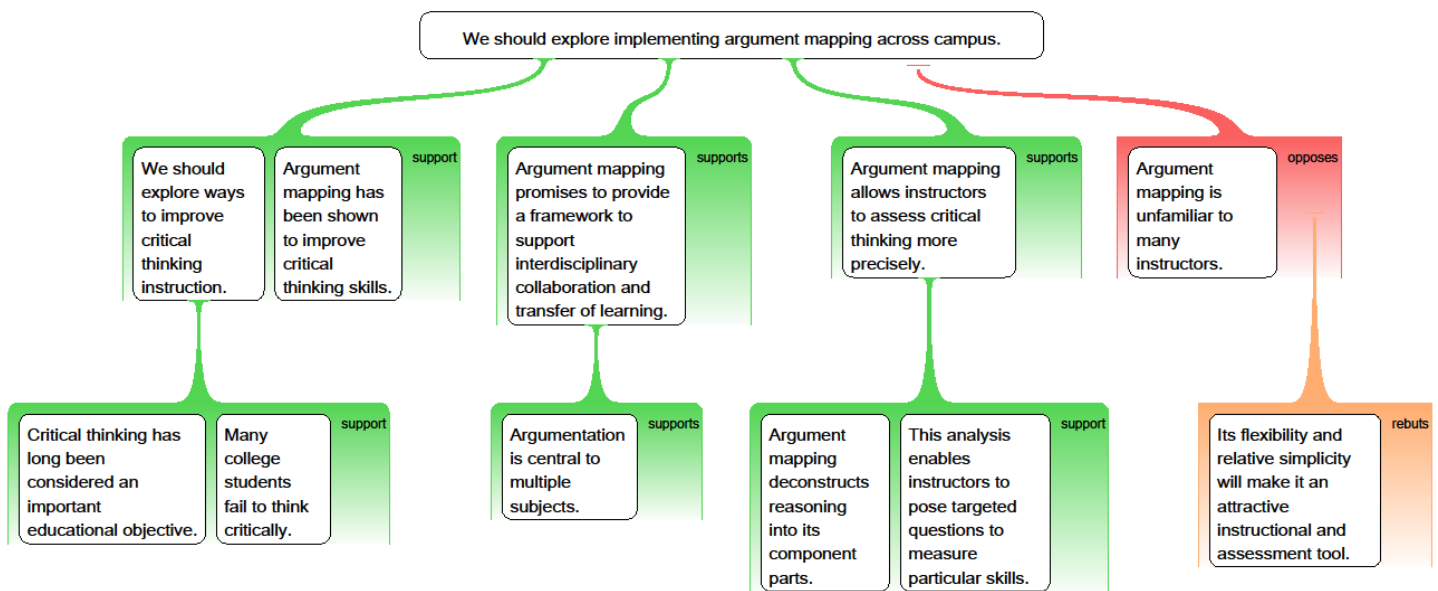 We should explore implementing argument mapping across campus.
We should
explore ways
to improve
critical
thinking
instruction.
Argument
mapping has
been shown
to improve
critical
thinking skills.
support
Argument mapping
promises to provide
a framework to
support
interdisciplinary
collaboration and
transfer of learning.
supports
Argument mapping
allows instructors
to assess critical
thinking more
precisely.
supports
Argument
mapping is
unfamiliar to
many
instructors.
opposes
Critical thinking has
long been
considered an
important
educational objective.
Many
college
students
fail to think
critically.
support
Argumentation
is central to
multiple
subjects.
supports
Argument
mapping
deconstructs
reasoning
into its
component
parts.
This analysis
enables
instructors to
pose targeted
questions to
measure
particular skills.
support
Its flexibility and
relative simplicity
will make it an
attractive
instructional and
assessment tool.
rebuts